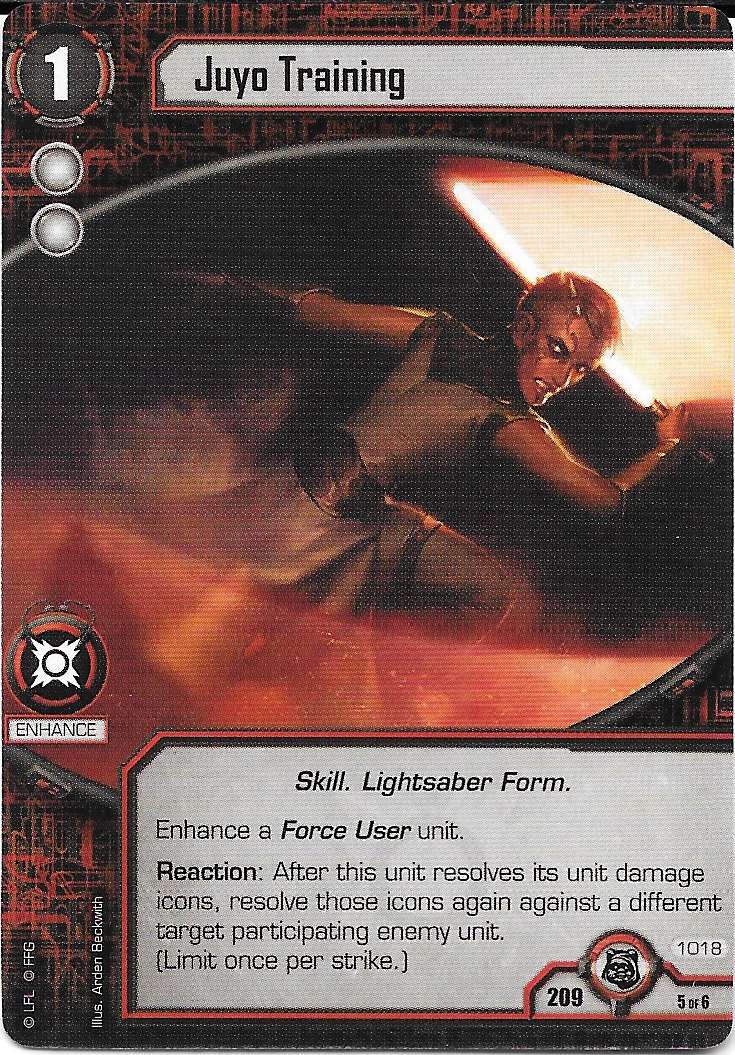 1
Juyo Training
ENHANCE
Skill. Lightsaber Form.
Enhance a Force User unit.
Reaction: After this unit resolves its unit damage
icons, resolve those icons again against a different
target participating enemy unit.
(Limit once per strike.)
1018
209
5 OF 6
© LFL © FFG
Illus. Arden Beckwith